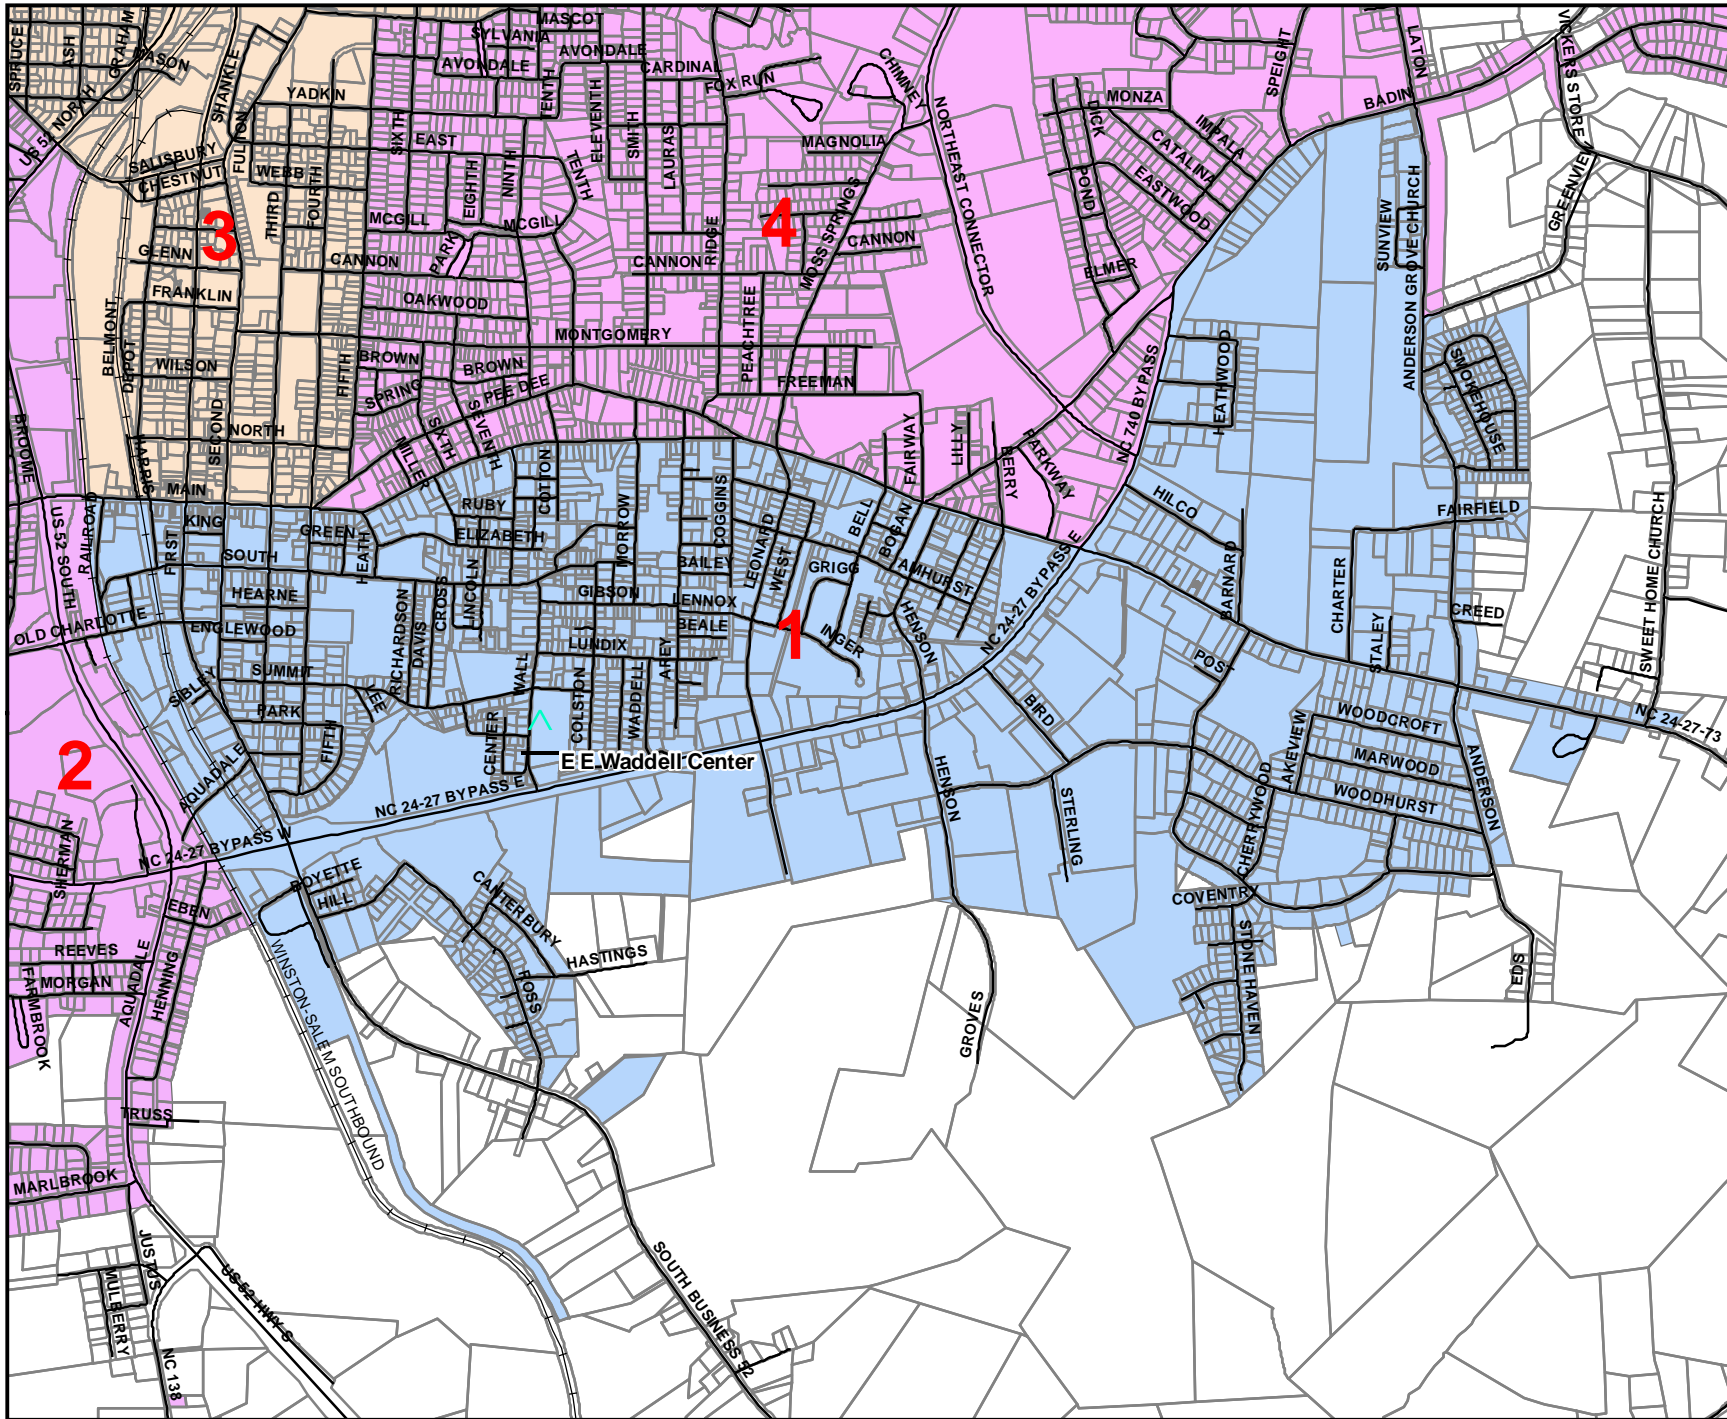 SPRUCE
ASH
GRAHAM
MASON
US 52 NORTH
SHANKLE
FULTON
YADKIN
SALISBURY
CHESTNUT
WEBB
THIRD
FOURTH
3
GLENN
FRANKLIN
BELMONT
DEPOT
WILSON
SECOND
NORTH
FIFTH
HARRIS
MAIN
BROOME
MASCOT
SYLVANIA
AVONDALE
AVONDALE
CARDINAL
FOX RUN
TENTH
ELEVENTH
SMITH
LAURAS
SIXTH
EAST
EIGHTH
NINTH
TENTH
MCGILL
MCGILL
PARK
CANNON
CANNON
RIDGE
OAKWOOD
MONTGOMERY
BROWN
BROWN
SPRING
PEE DEE
SIXTH
SEVENTH
MILLER
PEACHTREE
FREEMAN
4
MOSS SPRINGS
MAGNOLIA
CANNON
CHIMNEY
NORTHEAST CONNECTOR
MONZA
DICK
POND
CATALINA
IMPALA
EASTWOOD
ELMER
SPEIGHT
BADIN
LATON
VICKERS STORE
GREENVIEW
SUNVIEW
ANDERSON GROVE CHURCH
SMOKEHOUSE
HEATHWOOD
NC 740 BYPASS
FAIRWAY
LILLY
BERRY
PARKWAY
HILCO
BARNARD
CHARTER
FAIRFIELD
STALEY
CREED
SWEET HOME CHURCH
US 52 SOUTH
RAILROAD
FIRST
KING
GREEN
SOUTH
HEATH
HEARNE
ENGLEWOOD
OLD CHARLOTTE
SUMMIT
SIBLEY
PARK
LEE
FIFTH
RICHARDSON
DAVIS
CROSS
LINCOLN
RUBY
ELIZABETH
COTTON
MORROW
COGGINS
BAILEY
GIBSON
LENNOX
BEALE
LUNDIX
LEONARD
WEST
BELL
BOGAN
GRIGG
AMHURST
HENSON
INGER
1
NC 24-27 BYPASS E
POST
BIRD
WALL
COLSTON
WADDELL
AREY
CENTER
E E Waddell Center
NC 24-27 BYPASS E
AQUADALE
2
NC 24-27 BYPASS W
SHERMAN
HENSON
STERLING
CHERRYWOOD
LAKEVIEW
WOODCROFT
MARWOOD
WOODHURST
ANDERSON
NC 24-27-73
BOYETTE
HILL
EBEN
REEVES
MORGAN
FARMBROOK
AQUADALE
HENNING
WINSTON-SALEM SOUTHBOUND
CANTERBURY
HASTINGS
ROSS
GROVES
COVENTRY
STONE HAVEN
EDS
TRUSS
MARLBROOK
JUSTUS
MULBERRY
US 52 HWY S
NC 138
SOUTH BUSINESS 52